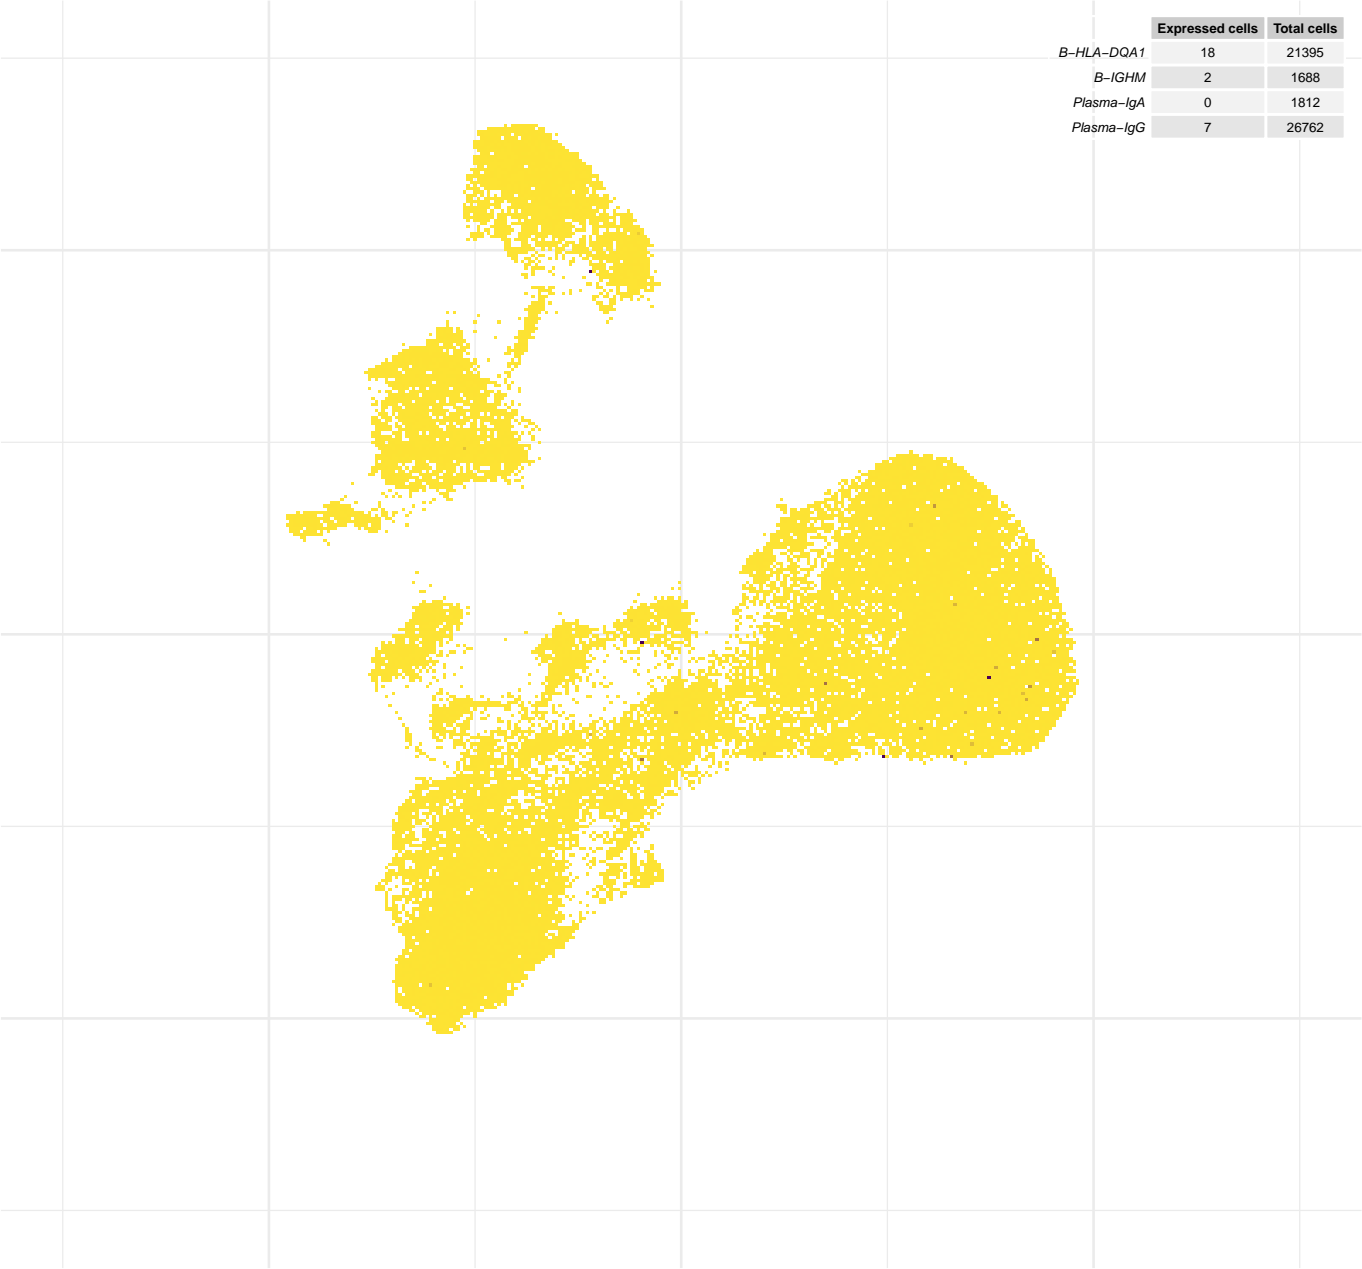 Expressed cells Total cells
B−HLA−DQA1 18 21395
B−IGHM 2 1688
Plasma−IgA 0 1812
Plasma−IgG 7 26762